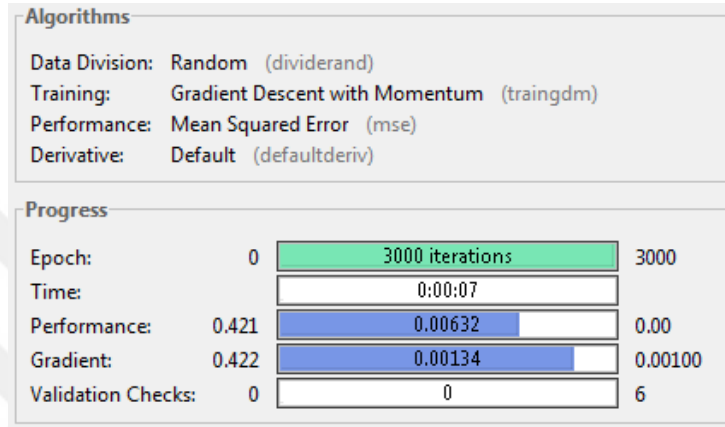 Algorithms
Data Division: Random (dividerand)
Training: Gradient Descent with Momentum (traingdm)
Performance: Mean Squared Error (mse)
Derivative: Default (defaultderiv)
Progress
Epoch: 0 3000 iterations 3000
Time: 0:00:07
Performance: 0.421 0.00632 0.00
Gradient: 0.422 0.00134 0.00100
Validation Checks: 0 0 6